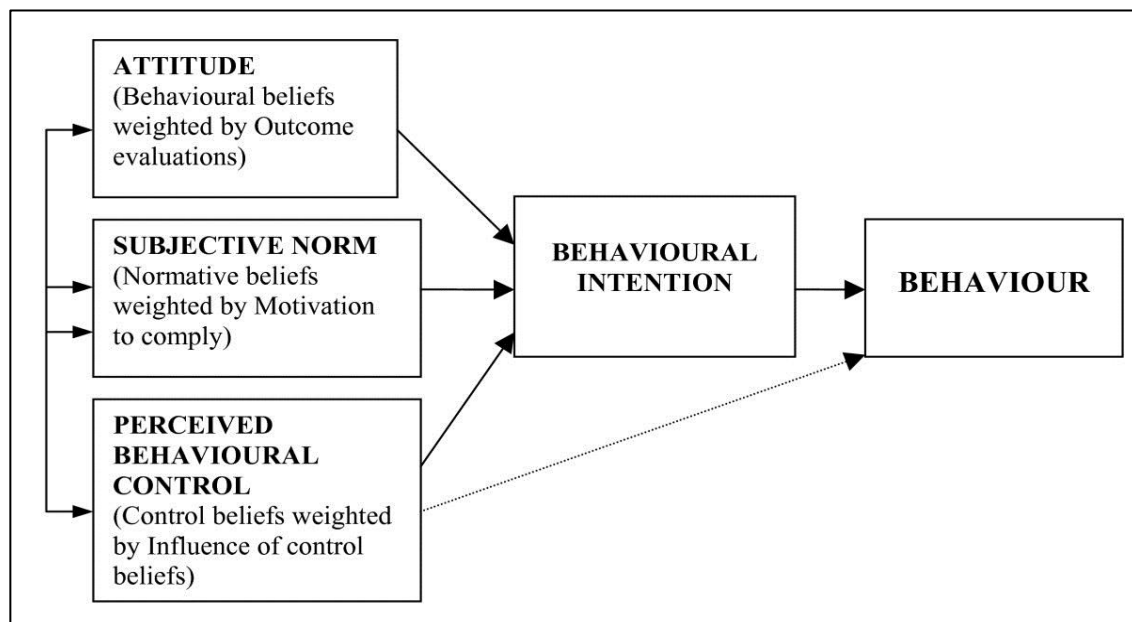 ATTITUDE
(Behavioural beliefs
weighted by Outcome
evaluations)
SUBJECTIVE NORM
(Normative beliefs
weighted by Motivation
to comply)
PERCEIVED
BEHAVIOURAL
CONTROL
(Control beliefs weighted
by Influence of control
beliefs)
BEHAVIOURAL
INTENTION
BEHAVIOUR